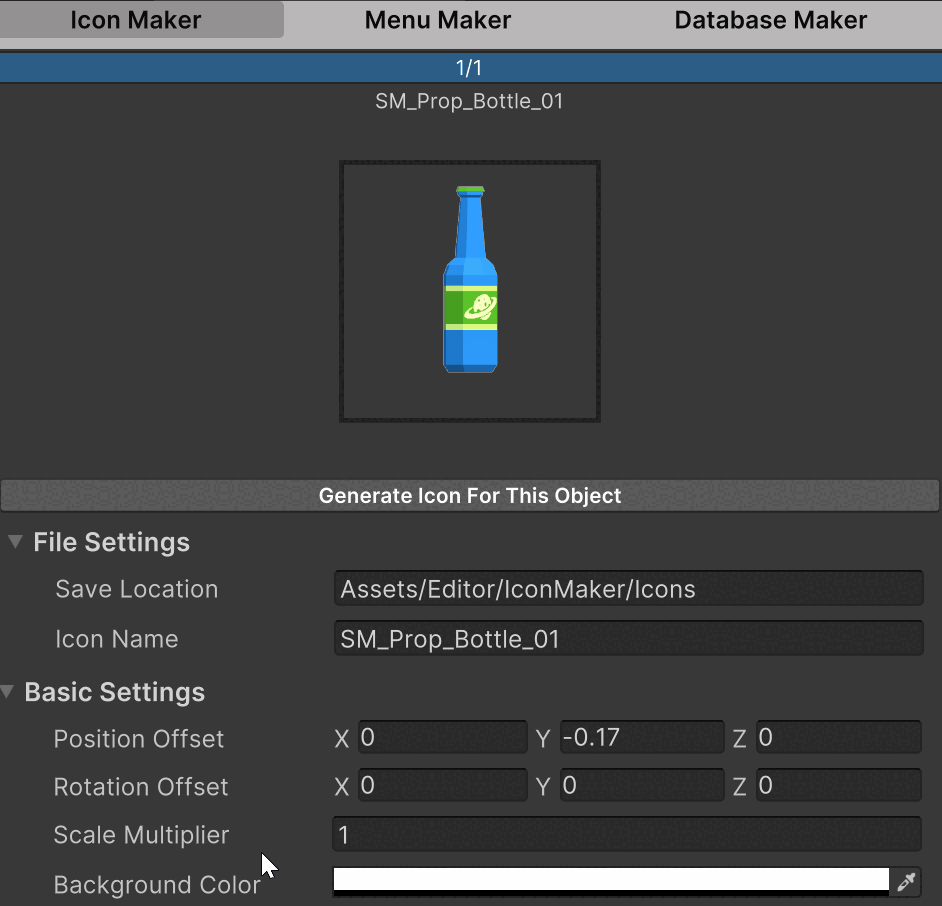 Icon Maker Menu Maker Database Maker
1/1
SM_Prop_Bottle_01
Generate Icon For This Object
File Settings
Save Location Assets/Editor/IconMaker/Icons
Icon Name SM_Prop_Bottle_01
Basic Settings
Position Offset X 0 Y -0.17 Z 0
Rotation Offset X 0 Y 0 Z 0
Scale Multiplier 1
Background Color